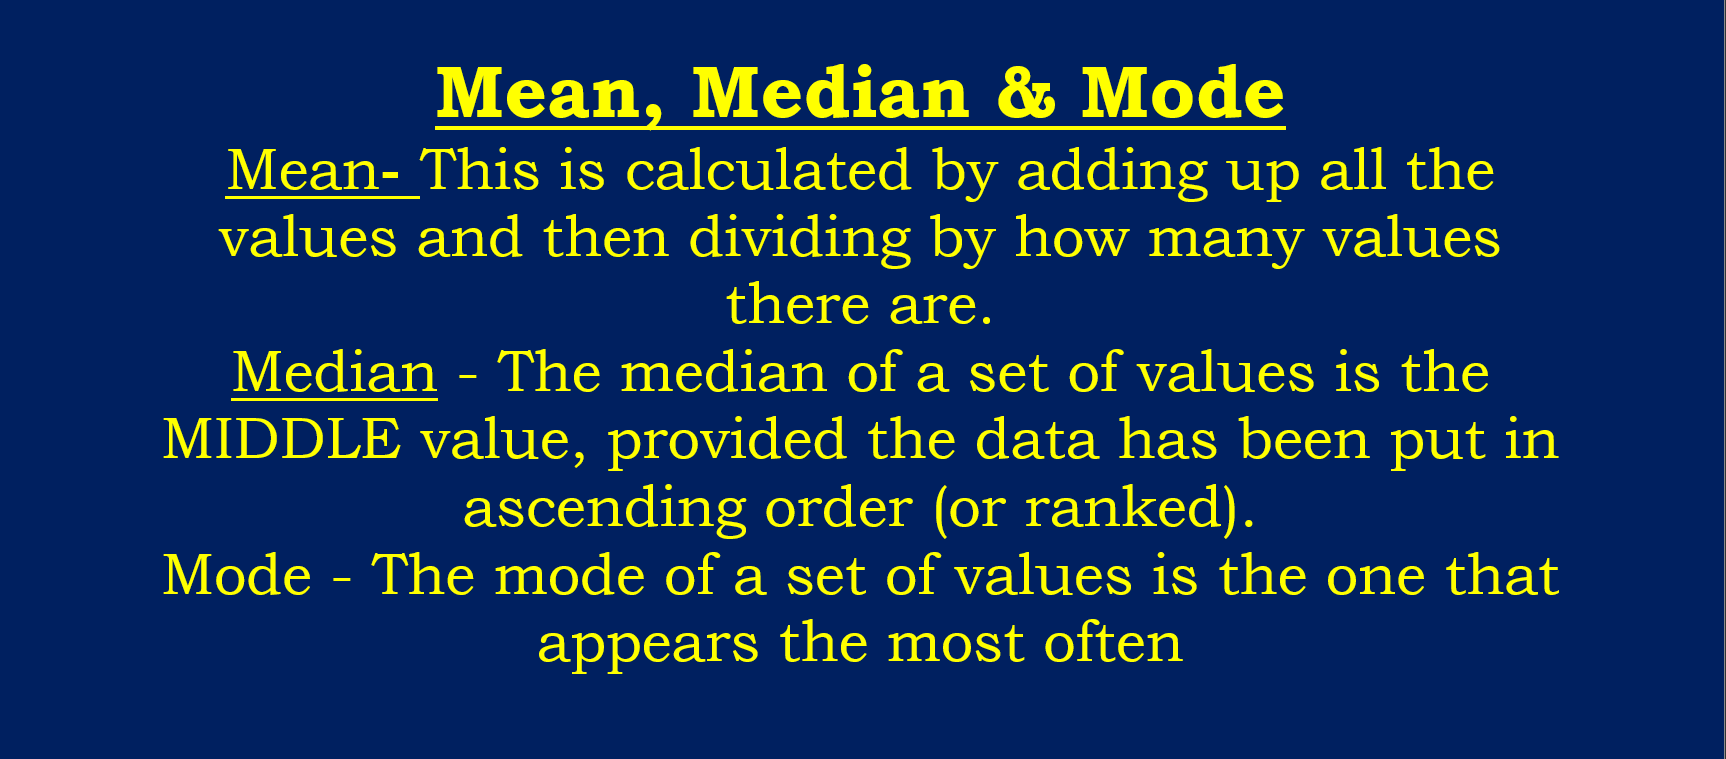 Mean, Median & Mode
Mean- This is calculated by adding up all the
values and then dividing by how many values
there are.
Median - The median of a set of values is the
MIDDLE value, provided the data has been put in
ascending order (or ranked).
Mode - The mode of a set of values is the one that
appears the most often